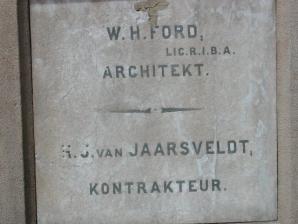 W.H.FORD,
LIC.R.I.B.A.
ARCHITEKT.
H.J.VAN JAARSVELDT,
KONTRAKTEUR.